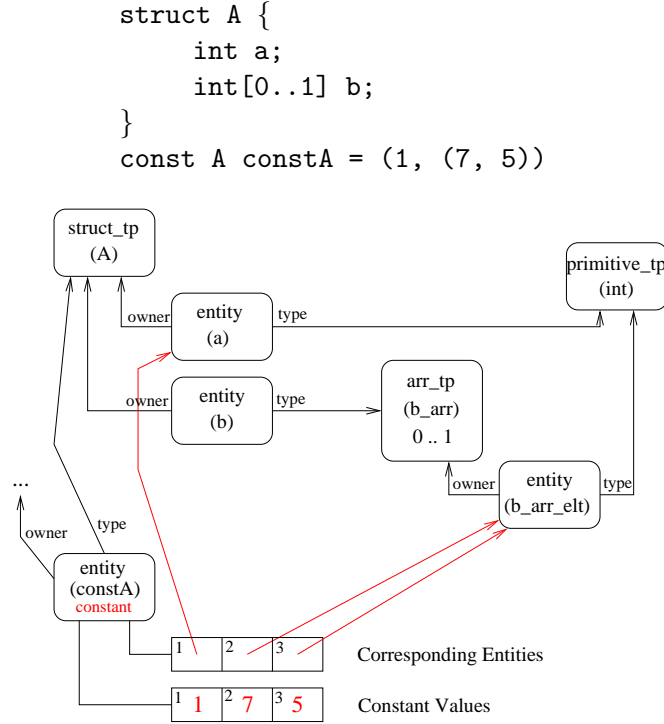 struct A {
int a;
int[0..1] b;
}
const A constA = (1, (7, 5))
struct_tp
(A)
primitive_tp
(int)
owner
entity
(a)
type
owner
entity
(b)
type
arr_tp
(b_arr)
0 .. 1
owner
entity
(b_arr_elt)
type
...
owner
type
entity
(constA)
constant
1 2 3
Corresponding Entities
1 1 2 7 3 5
Constant Values